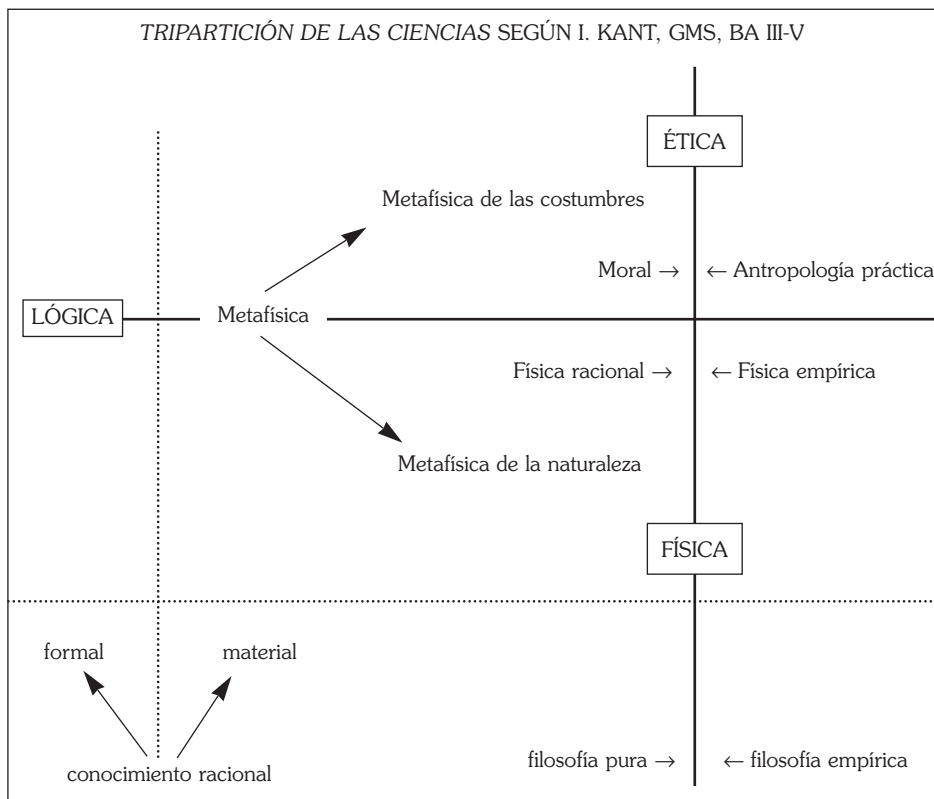 TRIPARTICIÓN DE LAS CIENCIAS SEGÚN I. KANT, GMS, BA III-V
ÉTICA
Metafísica de las costumbres
Moral → ← Antropología práctica
LÓGICA Metafísica
Física racional → ← Física empírica
Metafísica de la naturaleza
FÍSICA
formal material
conocimiento racional filosofía pura → ← filosofía empírica